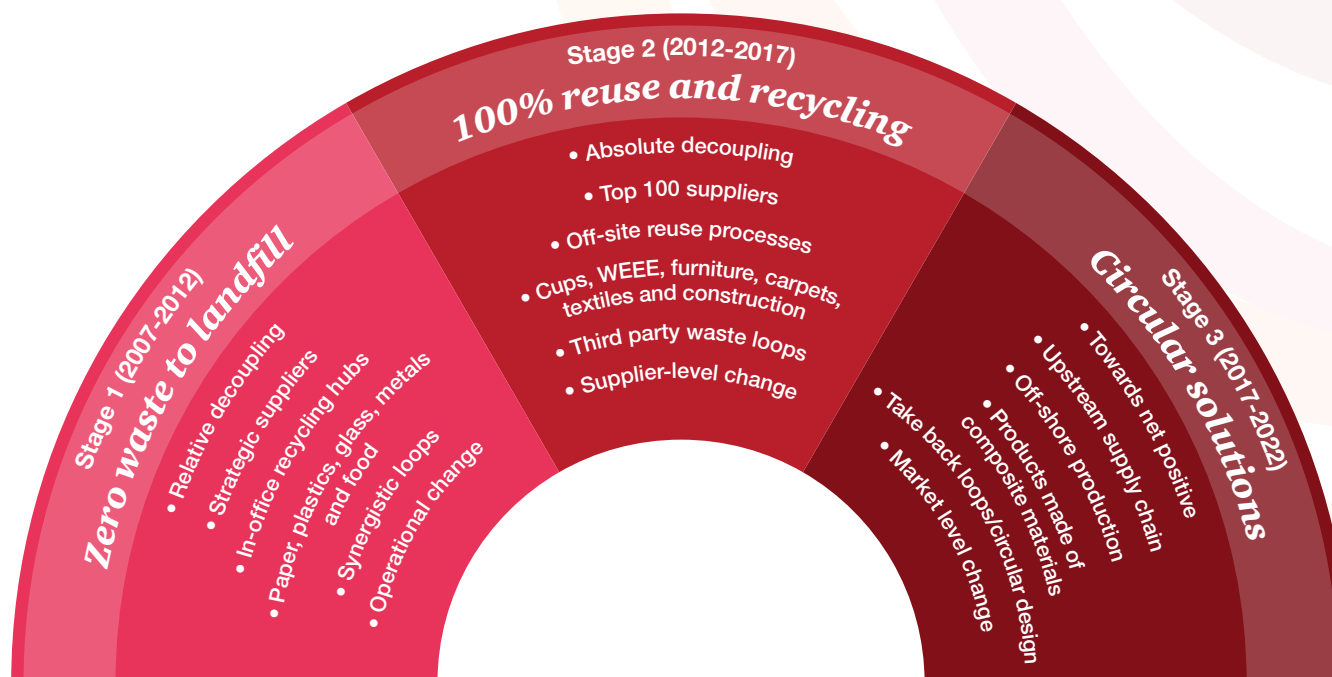 Stage 1 (2007-2012)
Zero waste to landfill
• Relative decoupling
• Strategic suppliers
• In-office recycling hubs
• Paper, plastics, glass, metals
and food
• Synergistic loops
• Operational change
Stage 2 (2012-2017)
100% reuse and recycling
• Absolute decoupling
• Top 100 suppliers
• Off-site reuse processes
• Cups, WEEE, furniture, carpets,
textiles and construction
• Third party waste loops
• Supplier-level change
Stage 3 (2017-2022)
Circular solutions
• Towards net positive
• Upstream supply chain
• Off-shore production
• Products made of
composite materials
• Take back loops/circular design
• Market level change